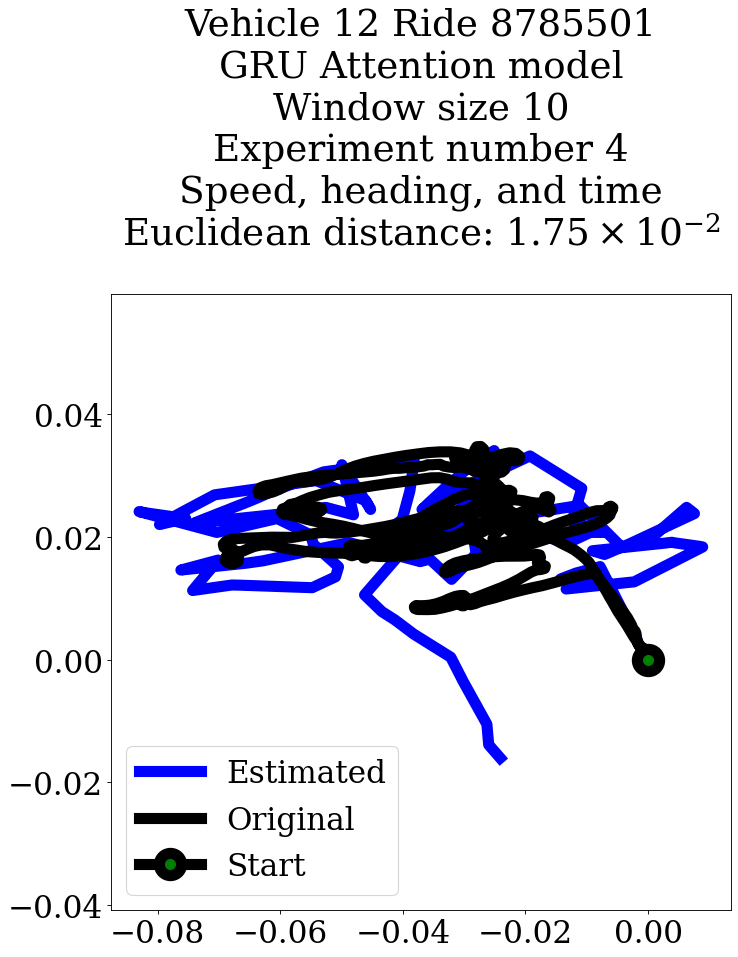 Vehicle 12 Ride 8785501
GRU Attention model
Window size 10
Experiment number 4
Speed, heading, and time
Euclidean distance: 1.75 × 10⁻²
0.04
0.02
0.00
−0.02
−0.04
Estimated
Original
Start
−0.08 −0.06 −0.04 −0.02 0.00